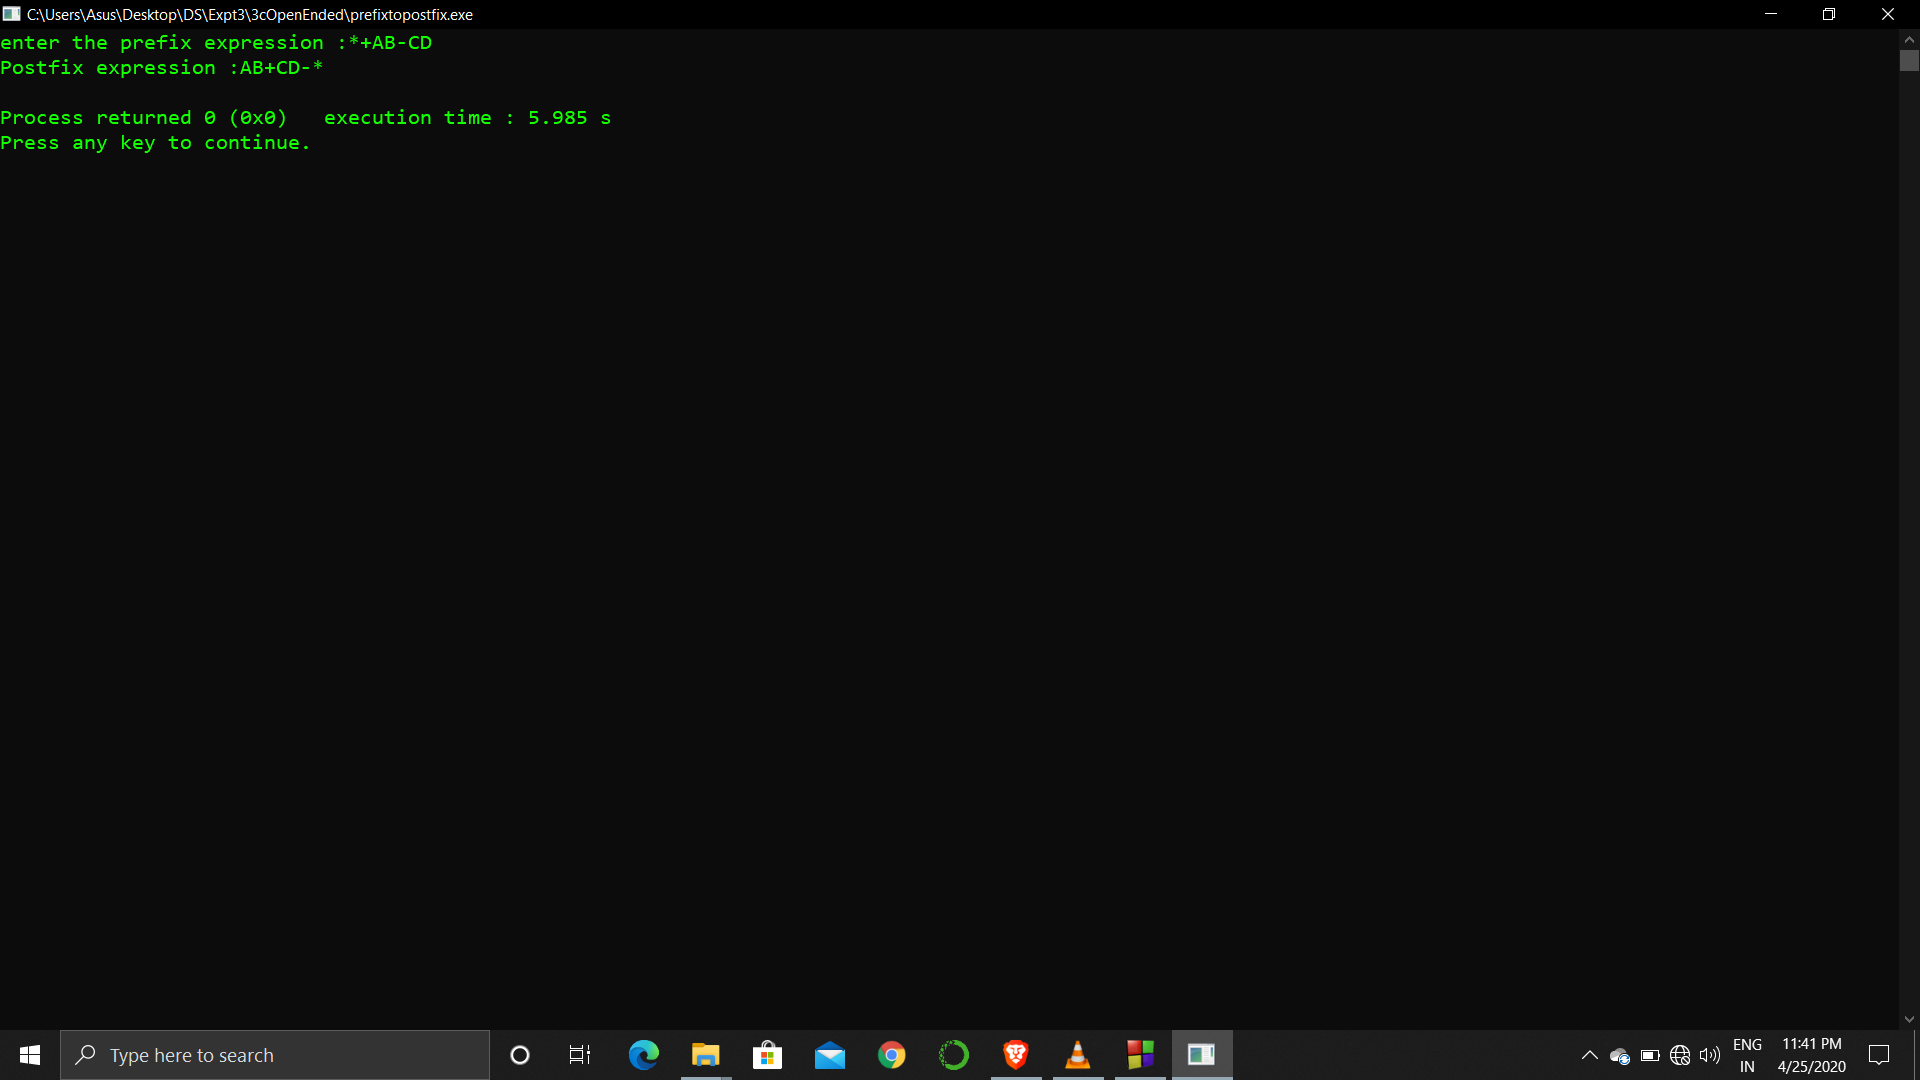 C:\Users\Asus\Desktop\DS\Expt3\3cOpenEnded\prefixtopostfix.exe
enter the prefix expression :*+AB-CD
Postfix expression :AB+CD-*
Process returned 0 (0x0)   execution time : 5.985 s
Press any key to continue.
Type here to search
ENG
IN
11:41 PM
4/25/2020